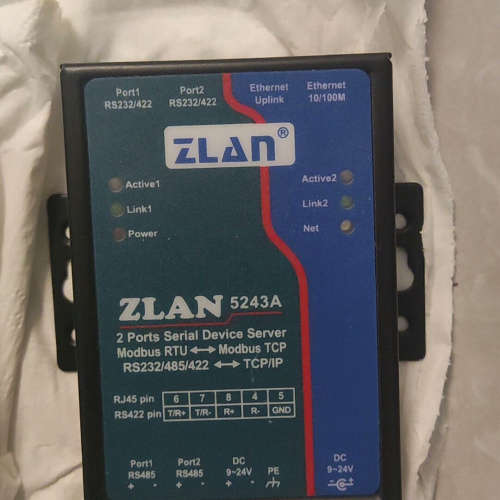 Port1 Port2 Ethernet Ethernet
RS232/422 RS232/422 Uplink 10/100M
ZLAN®
Active1 Active2
Link1 Link2
Power Net
ZLAN 5243A
2 Ports Serial Device Server
Modbus RTU ↔ Modbus TCP
RS232/485/422 ↔ TCP/IP
RJ45 pin 6 7 8 4 5
RS422 pin T/R+ T/R- R+ R- GND
Port1 Port2 DC PE DC
RS485 RS485 9~24V 9~24V
+ - + - + - - +